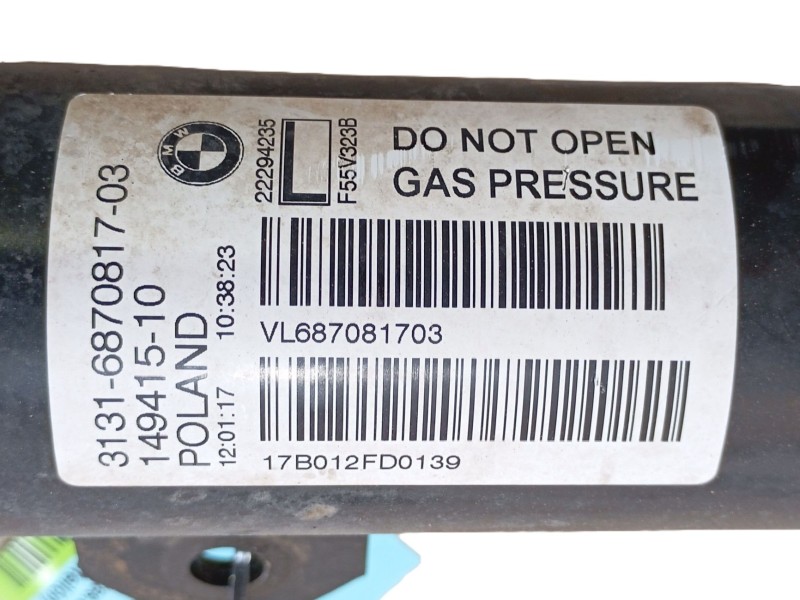 BMW
3131-6870817-03
149415-10
POLAND
12:01:17 10:38:23
22294235
L
F55V323B
DO NOT OPEN
GAS PRESSURE
VL687081703
17B012FD0139